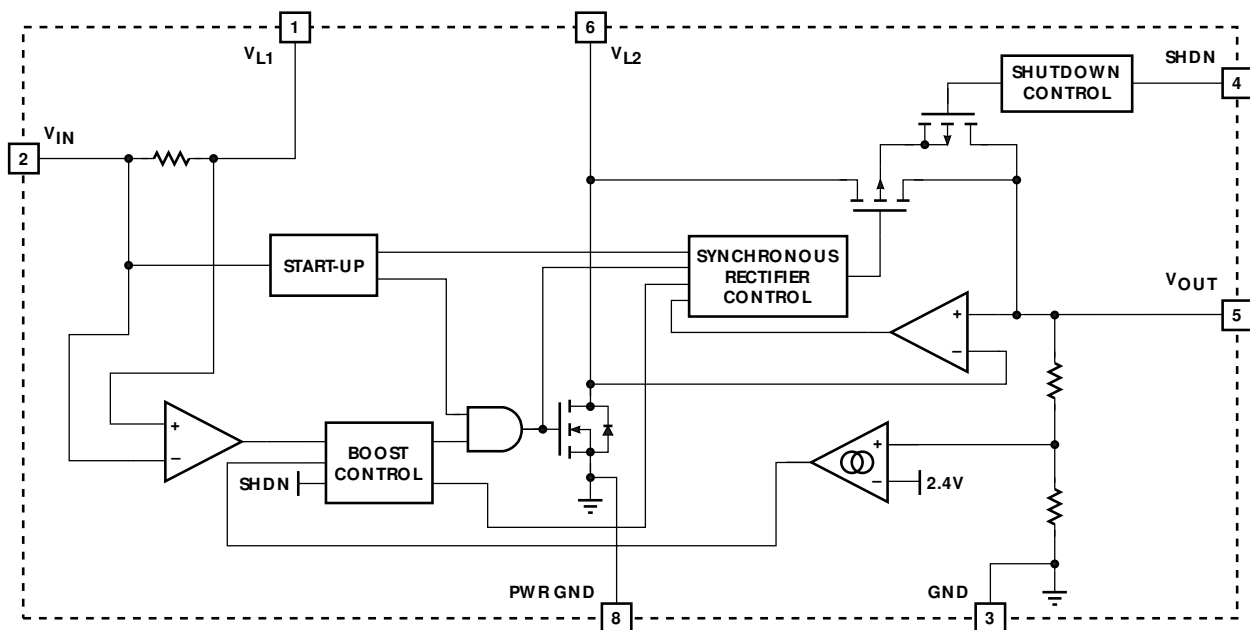 1
6
VL1
VL2
SHDN
SHUTDOWN
CONTROL
4
VIN
2
START-UP
SYNCHRONOUS
RECTIFIER
CONTROL
VOUT
+
5
–
+
–
BOOST
CONTROL
SHDN
+
–
2.4V
PWR GND
GND
8
3